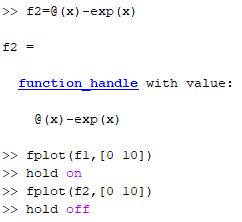 >> f2=@(x)-exp(x)
f2 =
function_handle with value:
@(x)-exp(x)
>> fplot(f1,[0 10])
>> hold on
>> fplot(f2,[0 10])
>> hold off